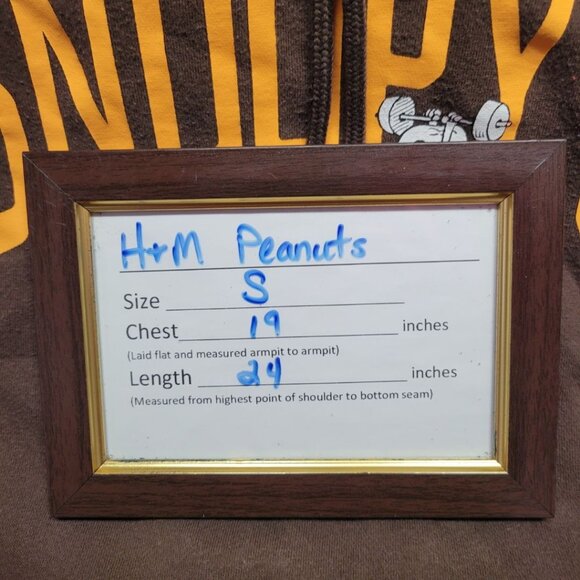 SNOOPY
H+M Peanuts
Size S
Chest 19 inches
(Laid flat and measured armpit to armpit)
Length 24 inches
(Measured from highest point of shoulder to bottom seam)